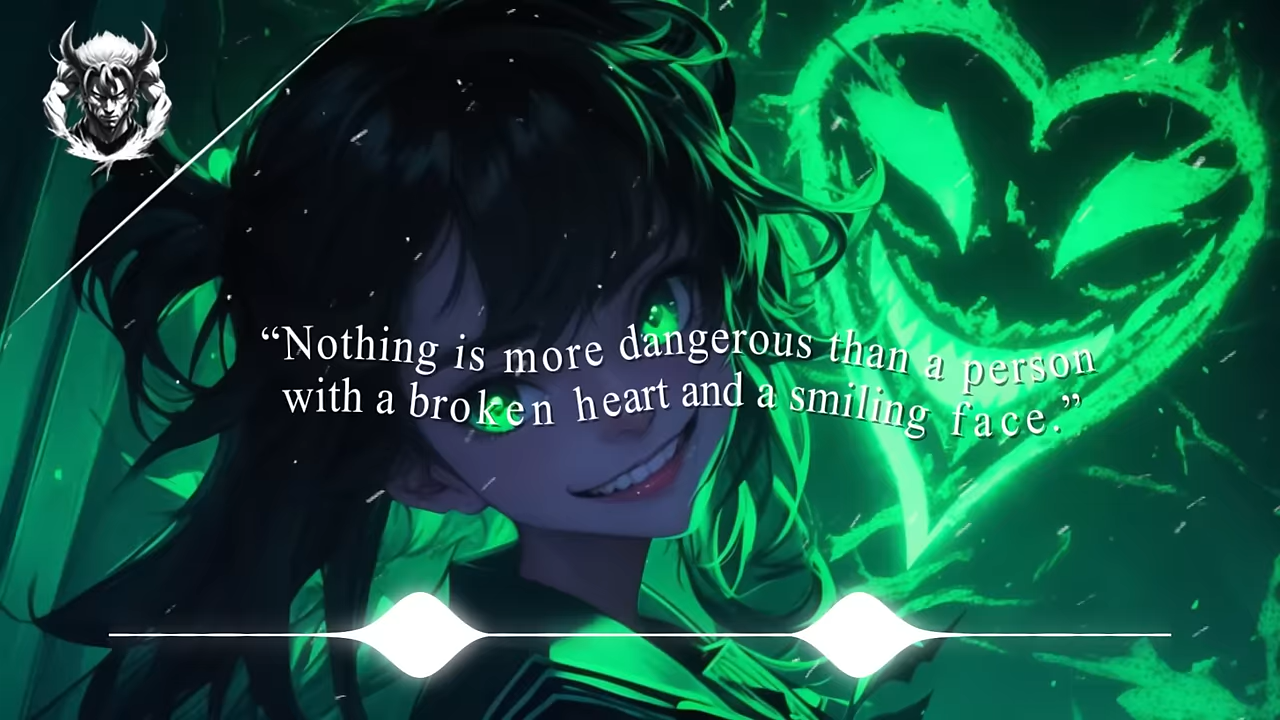 “Nothing is more dangerous than a person
with a broken heart and a smiling face.”